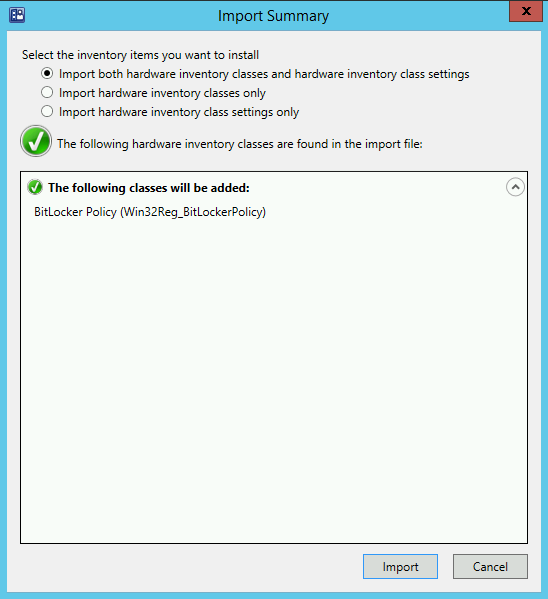 Import Summary
Select the inventory items you want to install
Import both hardware inventory classes and hardware inventory class settings
Import hardware inventory classes only
Import hardware inventory class settings only
The following hardware inventory classes are found in the import file:
The following classes will be added:
BitLocker Policy (Win32Reg_BitLockerPolicy)
Import
Cancel